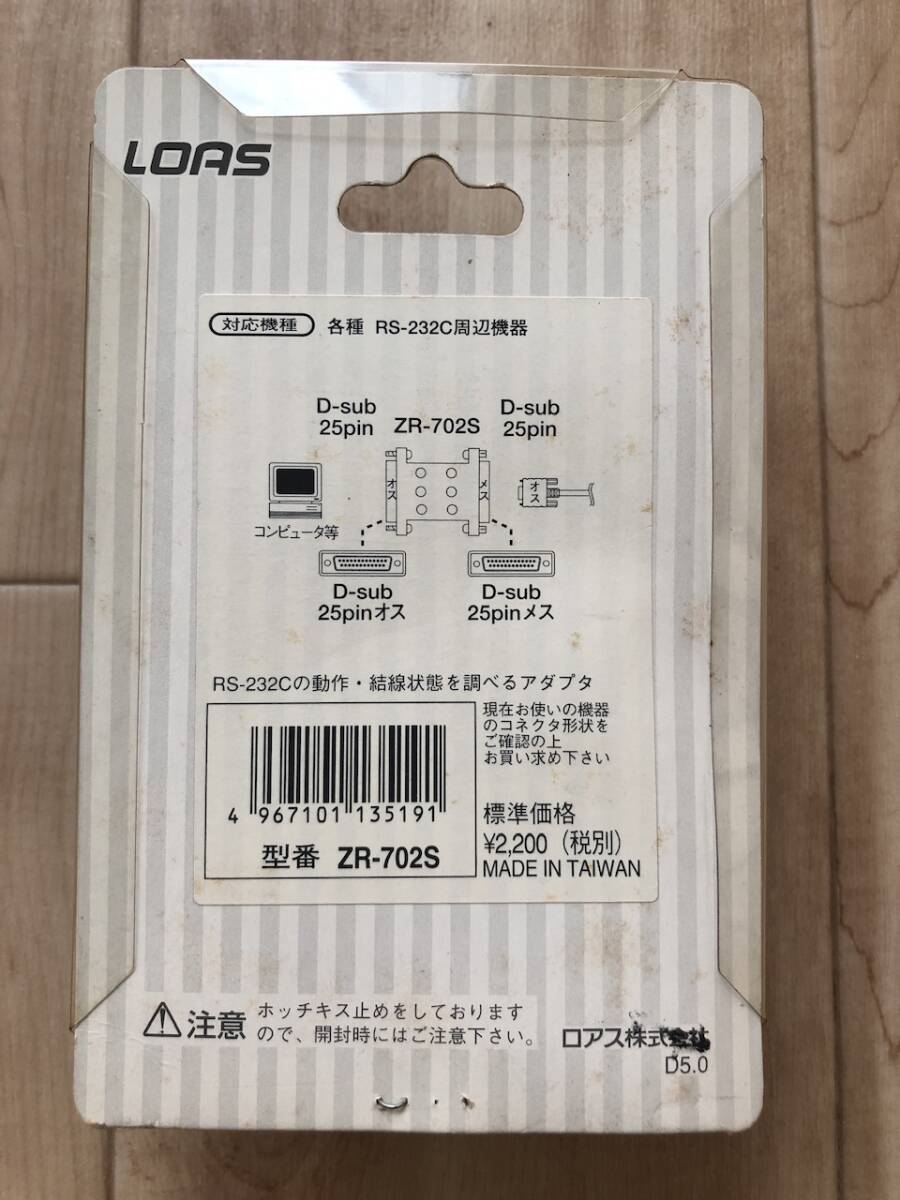 LOAS
対応機種 各種 RS-232C周辺機器
D-sub
25pin
ZR-702S
D-sub
25pin
オス
メス
オス
コンピュータ等
D-sub
25pinオス
D-sub
25pinメス
RS-232Cの動作・結線状態を調べるアダプタ
現在お使いの機器
のコネクタ形状を
ご確認の上
お買い求め下さい
4 967101 135191
型番 ZR-702S
標準価格
¥2,200（税別）
MADE IN TAIWAN
注意
ホッチキス止めをしております
ので、開封時にはご注意下さい。
ロアス株式会社
D5.0